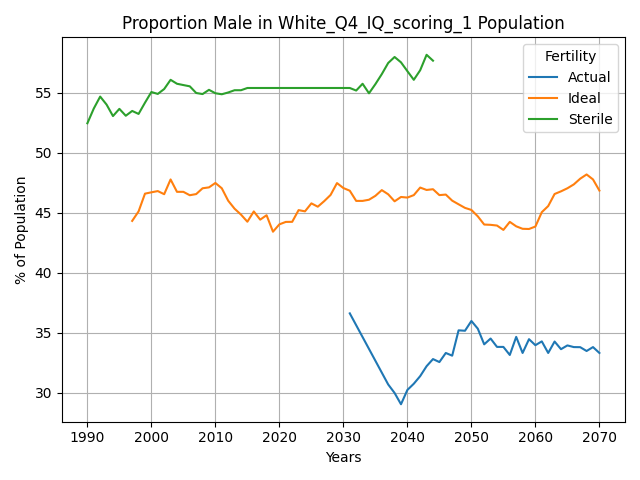 Proportion Male in White_Q4_IQ_scoring_1 Population
Fertility
Actual
Ideal
Sterile
% of Population
55
50
45
40
35
30
1990 2000 2010 2020 2030 2040 2050 2060 2070
Years